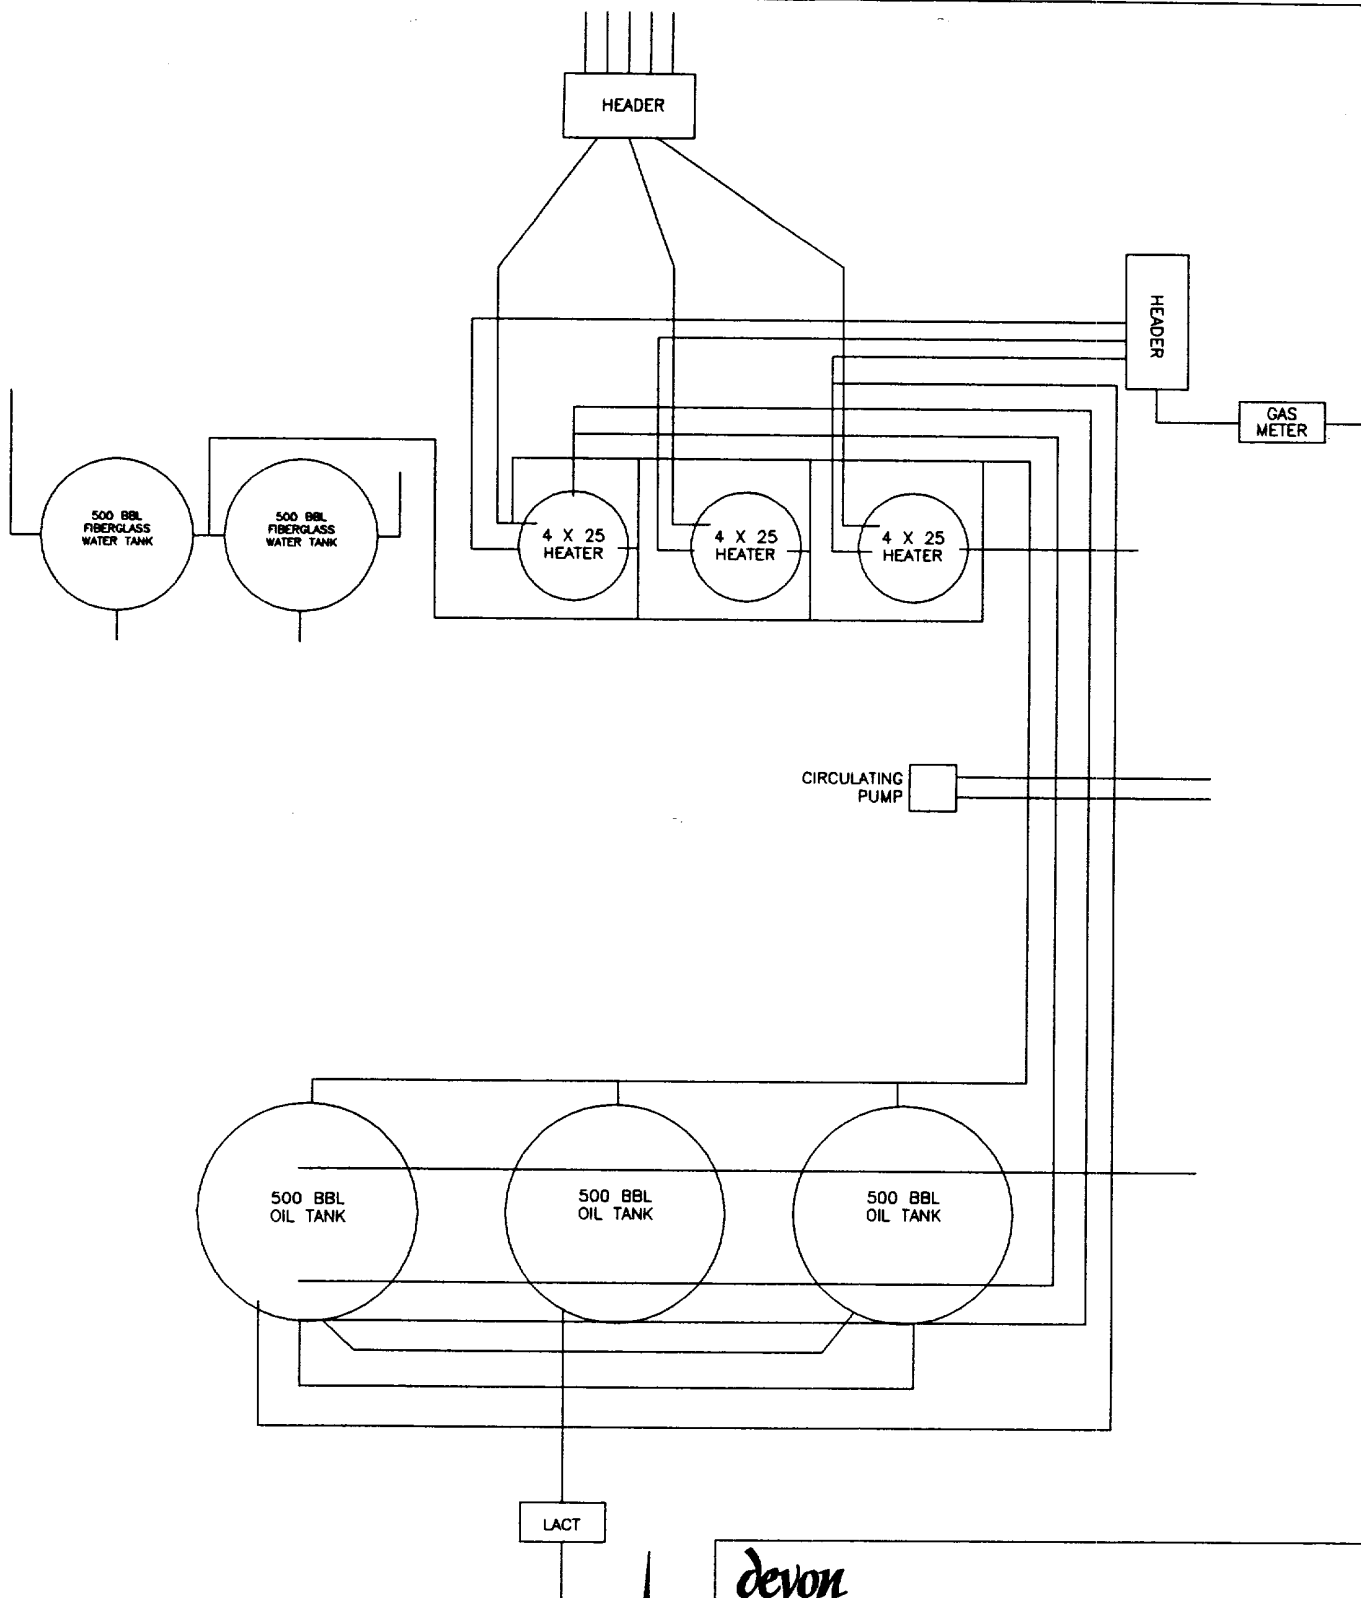 HEADER
HEADER
GAS
METER
500 BBL
FIBERGLASS
WATER TANK
500 BBL
FIBERGLASS
WATER TANK
4 X 25
HEATER
4 X 25
HEATER
4 X 25
HEATER
CIRCULATING
PUMP
500 BBL
OIL TANK
500 BBL
OIL TANK
500 BBL
OIL TANK
LACT
devon